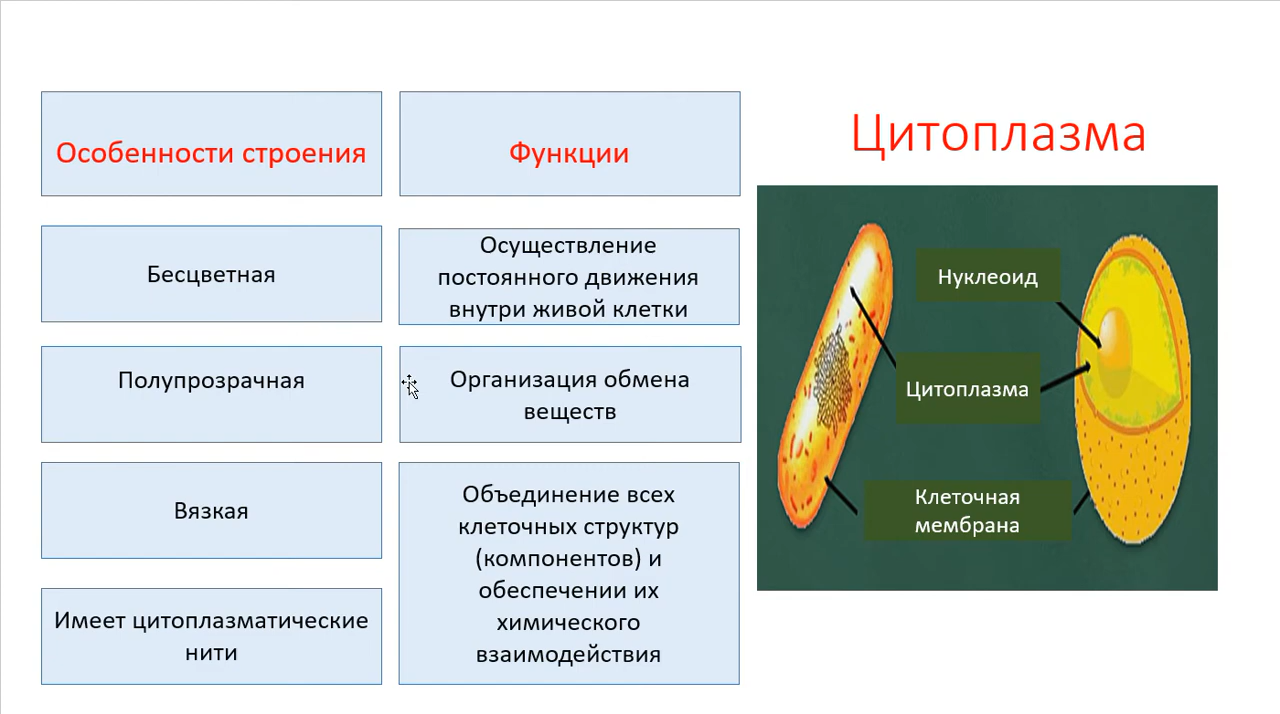 Цитоплазма
Особенности строения
Функции
Бесцветная
Осуществление
постоянного движения
внутри живой клетки
Полупрозрачная
Организация обмена
веществ
Вязкая
Объединение всех
клеточных структур
(компонентов) и
обеспечении их
химического
взаимодействия
Имеет цитоплазматические
нити
Нуклеоид
Цитоплазма
Клеточная
мембрана